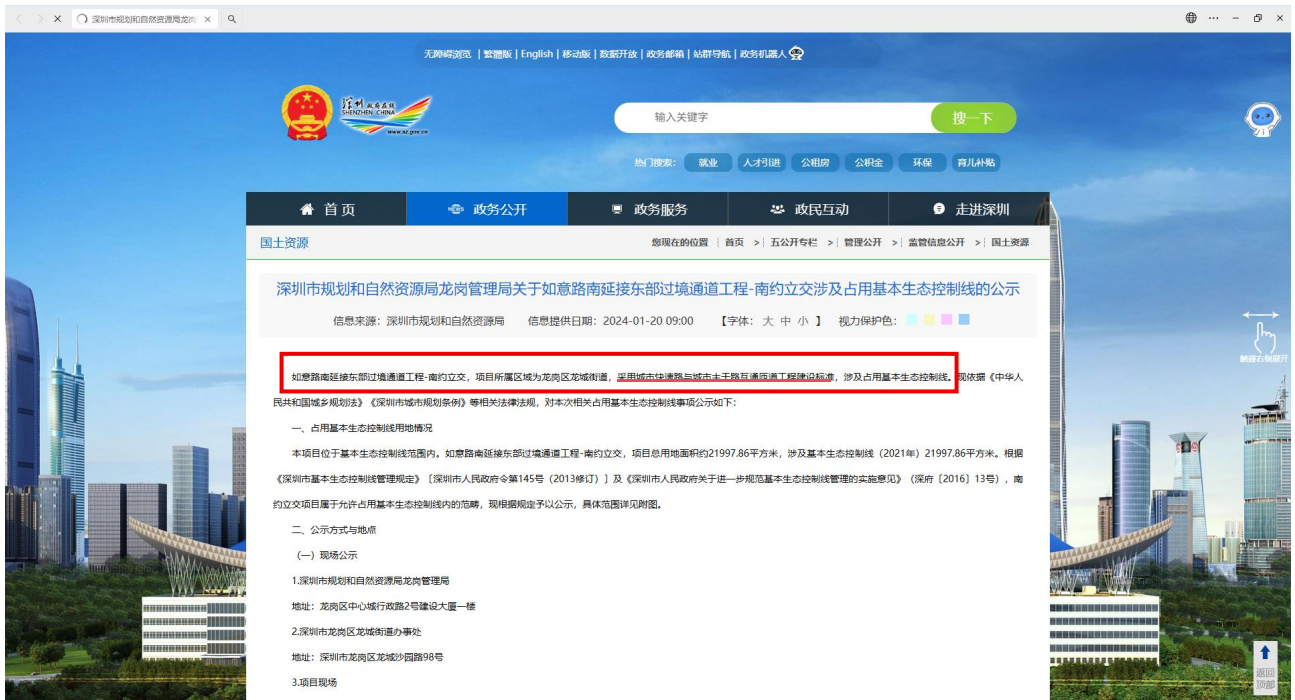 深圳市规划和自然资源局龙岗
无障碍浏览 | 繁體版 | English | 移动版 | 数据开放 | 政务邮箱 | 站群导航 | 政务机器人
深圳 政府在线
SHENZHEN CHINA
www.sz.gov.cn
输入关键字
搜一下
热门搜索： 就业 人才引进 公租房 公积金 环保 育儿补贴
首页 政务公开 政务服务 政民互动 走进深圳
国土资源
您现在的位置 首页 > 五公开专栏 > 管理公开 > 监管信息公开 > 国土资源
深圳市规划和自然资源局龙岗管理局关于如意路南延接东部过境通道工程-南约立交涉及占用基本生态控制线的公示
信息来源：深圳市规划和自然资源局 信息提供日期：2024-01-20 09:00 【字体： 大 中 小 】 视力保护色：
如意路南延接东部过境通道工程-南约立交，项目所属区域为龙岗区龙城街道，采用城市快速路与城市主干路互通匝道工程建设标准，涉及占用基本生态控制线。现依据《中华人
民共和国城乡规划法》《深圳市城市规划条例》等相关法律法规，对本次相关占用基本生态控制线事项公示如下：
一、占用基本生态控制线用地情况
本项目位于基本生态控制线范围内。如意路南延接东部过境通道工程-南约立交，项目总用地面积约21997.86平方米，涉及基本生态控制线（2021年）21997.86平方米。根据
《深圳市基本生态控制线管理规定》〔深圳市人民政府令第145号（2013修订）〕及《深圳市人民政府关于进一步规范基本生态控制线管理的实施意见》（深府〔2016〕13号），南
约立交项目属于允许占用基本生态控制线内的范畴，现根据规定予以公示，具体范围详见附图。
二、公示方式与地点
（一）现场公示
1.深圳市规划和自然资源局龙岗管理局
地址：龙岗区中心城行政路2号建设大厦一楼
2.深圳市龙岗区龙城街道办事处
地址：深圳市龙岗区龙城沙园路98号
3.项目现场
触碰右侧展开
返回
顶部